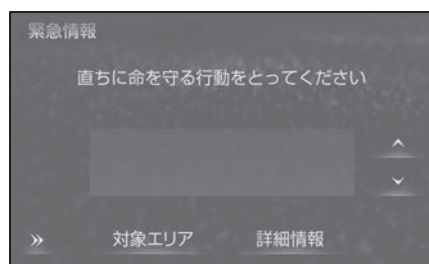 緊急情報
直ちに命を守る行動をとってください
対象エリア
詳細情報